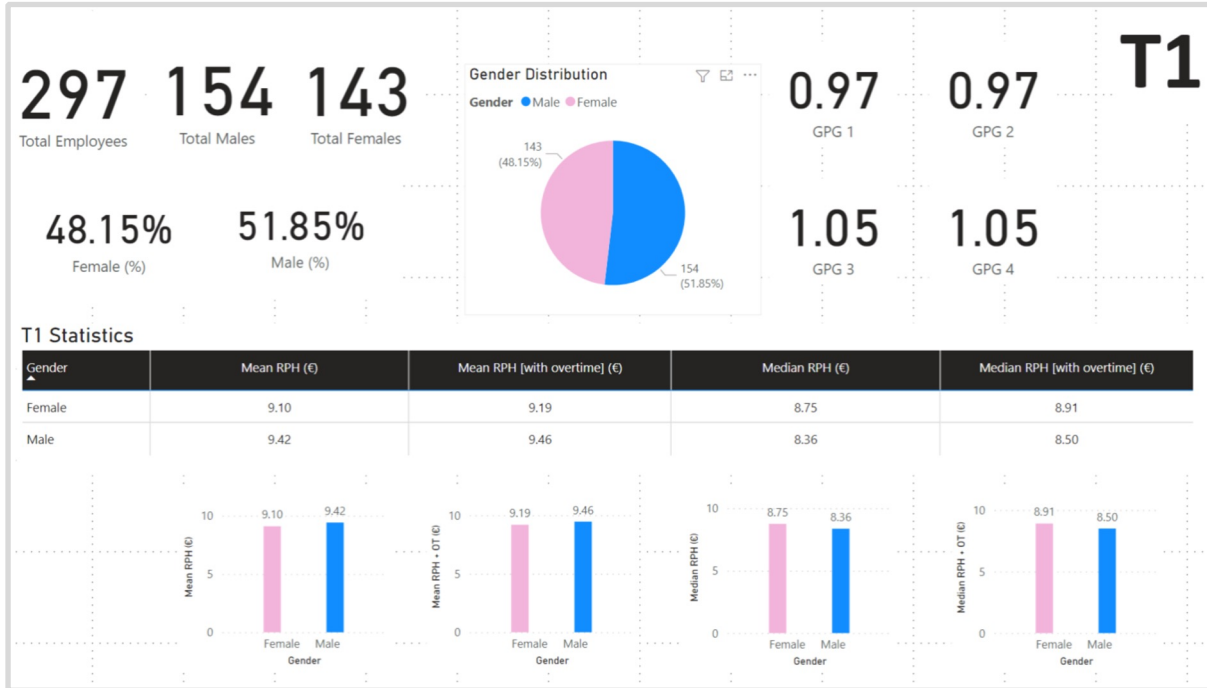 T1
297 154 143
Total Employees Total Males Total Females
48.15% 51.85%
Female (%) Male (%)
Gender Distribution
Gender Male Female
143
(48.15%)
154
(51.85%)
0.97 0.97
GPG 1 GPG 2
1.05 1.05
GPG 3 GPG 4
T1 Statistics
Gender Mean RPH (€) Mean RPH [with overtime] (€) Median RPH (€) Median RPH [with overtime] (€)
Female 9.10 9.19 8.75 8.91
Male 9.42 9.46 8.36 8.50
Mean RPH (€)
10
5
0
9.10 9.42
Female Male
Gender
Mean RPH + OT (€)
10
5
0
9.19 9.46
Female Male
Gender
Median RPH (€)
10
5
0
8.75 8.36
Female Male
Gender
Median RPH + OT (€)
10
5
0
8.91 8.50
Female Male
Gender